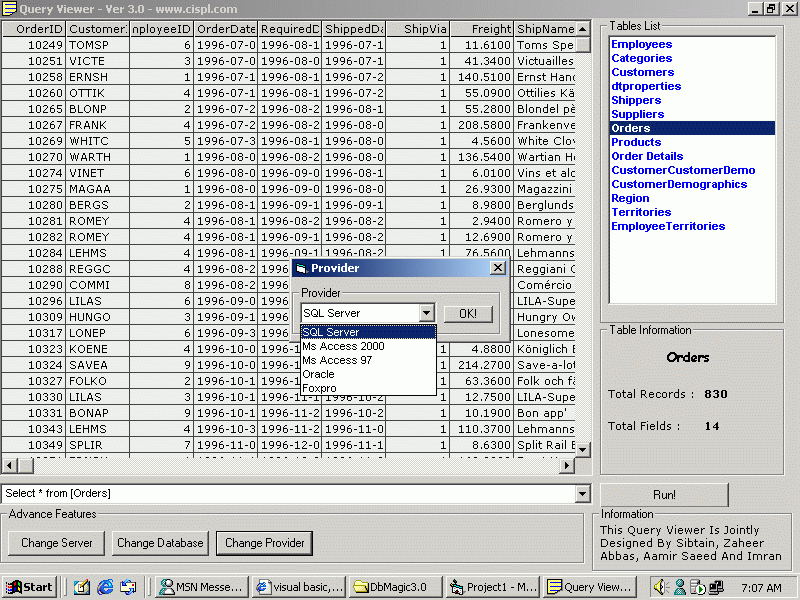 Query Viewer - Ver 3.0 - www.cispl.com
OrderID Customer nployeeID OrderDate RequiredD ShippedDa ShipVia Freight ShipName
10249 TOMSP 6 1996-07-0 1996-08-1 1996-07-1 1 11.6100 Toms Spe
10251 VICTE 3 1996-07-0 1996-08-0 1996-07-1 1 41.3400 Victuailles
10258 ERNSH 1 1996-07-1 1996-08-1 1996-07-2 1 140.5100 Ernst Hand
10260 OTTIK 4 1996-07-1 1996-08-1 1996-07-2 1 55.0900 Ottilies Kä
10265 BLONP 2 1996-07-2 1996-08-2 1996-08-1 1 55.2800 Blondel pè
10267 FRANK 4 1996-07-2 1996-08-2 1996-08-0 1 208.5800 Frankenve
10269 WHITC 5 1996-07-3 1996-08-1 1996-08-0 1 4.5600 White Clov
10270 WARTH 1 1996-08-0 1996-08-2 1996-08-0 1 136.5400 Wartian He
10274 VINET 6 1996-08-0 1996-09-0 1996-08-1 1 6.0100 Vins et alc
10275 MAGAA 1 1996-08-0 1996-09-0 1996-08-0 1 26.9300 Magazzini
10280 BERGS 2 1996-08-1 1996-09-1 1996-09-1 1 8.9800 Berglunds
10281 ROMEY 4 1996-08-1 1996-08-2 1996-08-2 1 2.9400 Romero y
10282 ROMEY 4 1996-08-1 1996-09-1 1996-08-2 1 12.6900 Romero y
10284 LEHMS 4 1996-08-1 1996-09-1 1996-08-2 1 76.5600 Lehmanns
10288 REGGC 4 1996-08-2 Reggiani C
10290 COMMI 8 1996-08-2 Comércio
10296 LILAS 6 1996-09-0 LILA-Supe
10309 HUNGO 3 1996-09-1 Hungry Ow
10317 LONEP 6 1996-09-3 Lonesome
10323 KOENE 4 1996-10-0 1 4.8800 Königlich E
10324 SAVEA 9 1996-10-0 1 214.2700 Save-a-lot
10327 FOLKO 2 1996-10-1 1 63.3600 Folk och fä
10330 LILAS 3 1996-10-1 1 12.7500 LILA-Supe
10331 BONAP 9 1996-10-1 1996-11-2 1996-10-2 1 10.1900 Bon app'
10343 LEHMS 4 1996-10-3 1996-11-2 1996-11-0 1 110.3700 Lehmanns
10349 SPLIR 7 1996-11-0 1996-12-0 1996-11-1 1 8.6300 Split Rail E
Provider
Provider
SQL Server
OK!
SQL Server
Ms Access 2000
Ms Access 97
Oracle
Foxpro
Select * from [Orders]
Advance Features
Change Server
Change Database
Change Provider
Tables List
Employees
Categories
Customers
dtproperties
Shippers
Suppliers
Orders
Products
Order Details
CustomerCustomerDemo
CustomerDemographics
Region
Territories
EmployeeTerritories
Table Information
Orders
Total Records : 830
Total Fields : 14
Run!
Information
This Query Viewer Is Jointly
Designed By Sibtain, Zaheer
Abbas, Aamir Saeed And Imran
Start
MSN Messe...
visual basic,...
DbMagic3.0
Project1 - M...
Query View...
7:07 AM